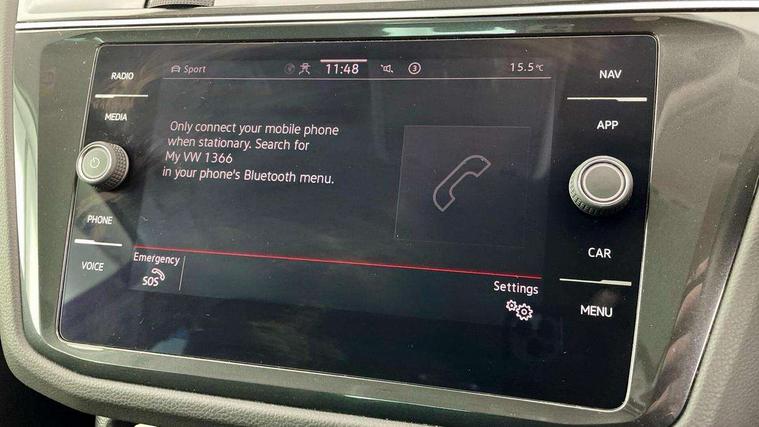 RADIO
MEDIA
PHONE
VOICE
Sport
11:48
3
15.5°C
Only connect your mobile phone
when stationary. Search for
My VW 1366
in your phone's Bluetooth menu.
Emergency
SOS
Settings
NAV
APP
CAR
MENU